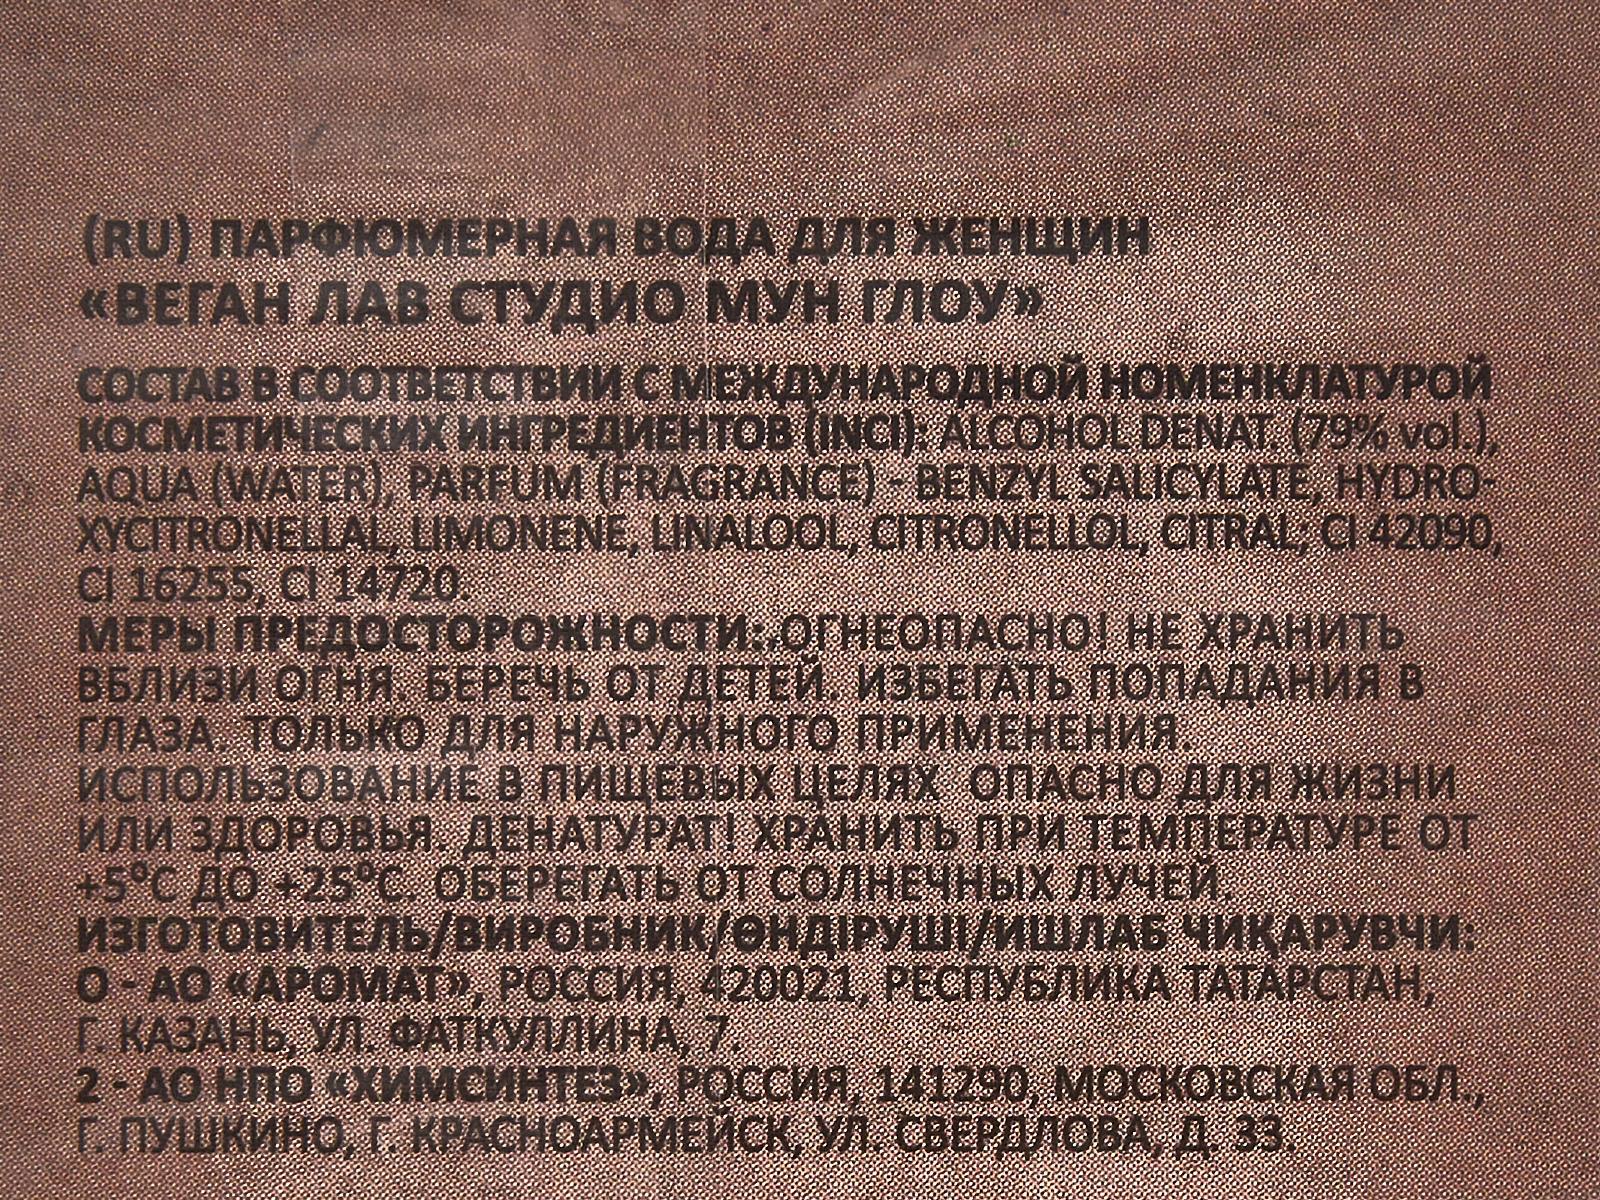 (RU) ПАРФЮМЕРНАЯ ВОДА ДЛЯ ЖЕНЩИН
«ВЕГАН ЛАВ СТУДИО МУН ГЛОУ»
СОСТАВ В СООТВЕТСТВИИ С МЕЖДУНАРОДНОЙ НОМЕНКЛАТУРОЙ
КОСМЕТИЧЕСКИХ ИНГРЕДИЕНТОВ (INCI): ALCOHOL DENAT. (79% vol.),
AQUA (WATER), PARFUM (FRAGRANCE) - BENZYL SALICYLATE, HYDRO-
XYCITRONELLAL, LIMONENE, LINALOOL, CITRONELLOL, CITRAL; CI 42090,
CI 16255, CI 14720.
МЕРЫ ПРЕДОСТОРОЖНОСТИ: ОГНЕОПАСНО! НЕ ХРАНИТЬ
ВБЛИЗИ ОГНЯ. БЕРЕЧЬ ОТ ДЕТЕЙ. ИЗБЕГАТЬ ПОПАДАНИЯ В
ГЛАЗА. ТОЛЬКО ДЛЯ НАРУЖНОГО ПРИМЕНЕНИЯ.
ИСПОЛЬЗОВАНИЕ В ПИЩЕВЫХ ЦЕЛЯХ ОПАСНО ДЛЯ ЖИЗНИ
ИЛИ ЗДОРОВЬЯ. ДЕНАТУРАТ! ХРАНИТЬ ПРИ ТЕМПЕРАТУРЕ ОТ
+5°C ДО +25°C. ОБЕРЕГАТЬ ОТ СОЛНЕЧНЫХ ЛУЧЕЙ.
ИЗГОТОВИТЕЛЬ/ВИРОБНИК/ӨНДІРУШІ/ИШЛАБ ЧИҚАРУВЧИ:
O - АО «АРОМАТ», РОССИЯ, 420021, РЕСПУБЛИКА ТАТАРСТАН,
Г. КАЗАНЬ, УЛ. ФАТКУЛЛИНА, 7.
2 - АО НПО «ХИМСИНТЕЗ», РОССИЯ, 141290, МОСКОВСКАЯ ОБЛ.,
Г. ПУШКИНО, Г. КРАСНОАРМЕЙСК, УЛ. СВЕРДЛОВА, Д. 33.